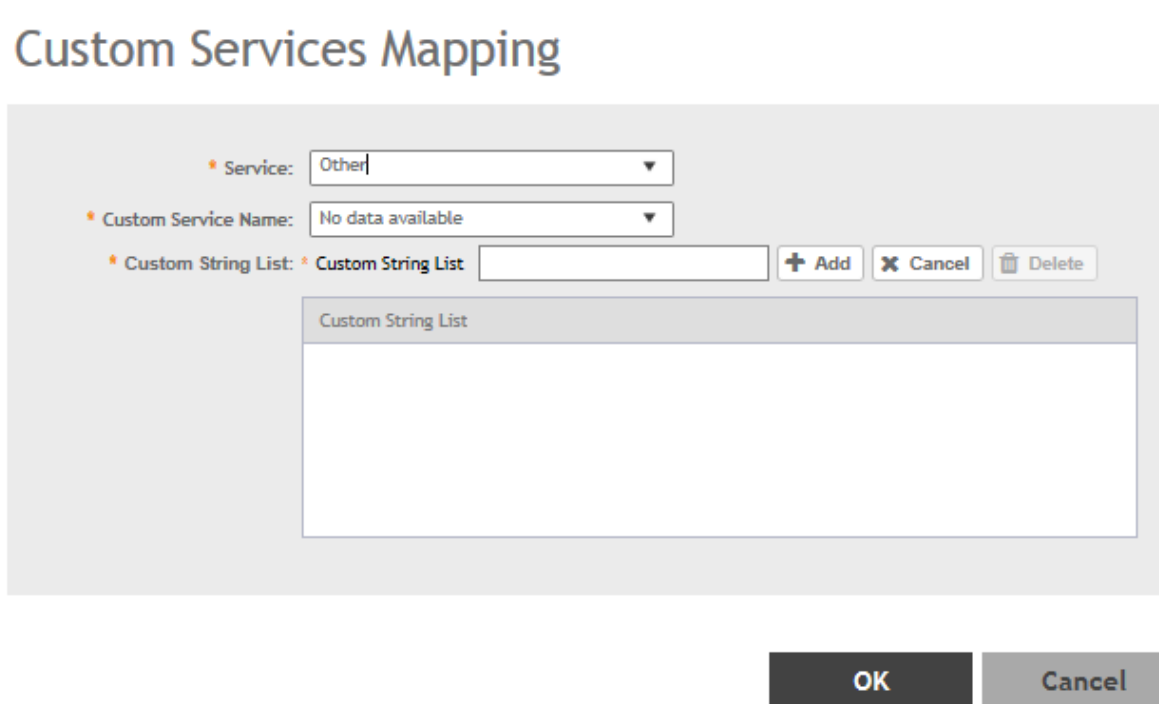 Custom Services Mapping
* Service: Other
* Custom Service Name: No data available
* Custom String List: * Custom String List + Add x Cancel Delete
Custom String List
OK Cancel